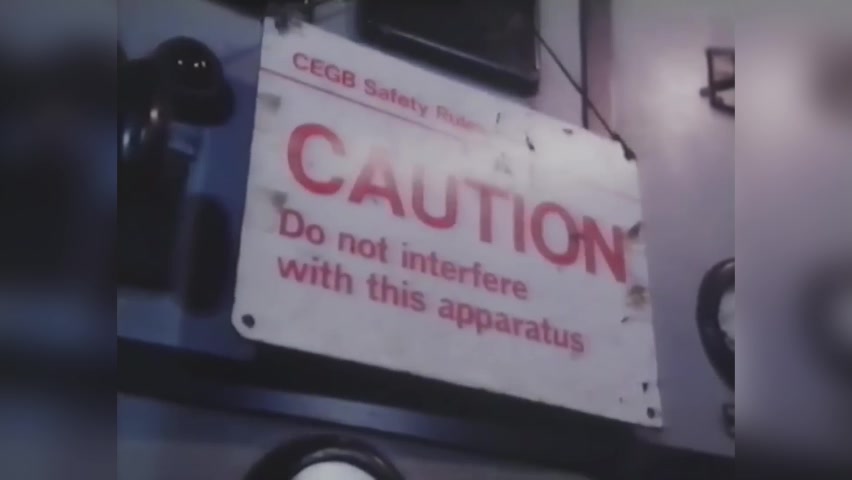 CEGB Safety Rules
CAUTION
Do not interfere
with this apparatus